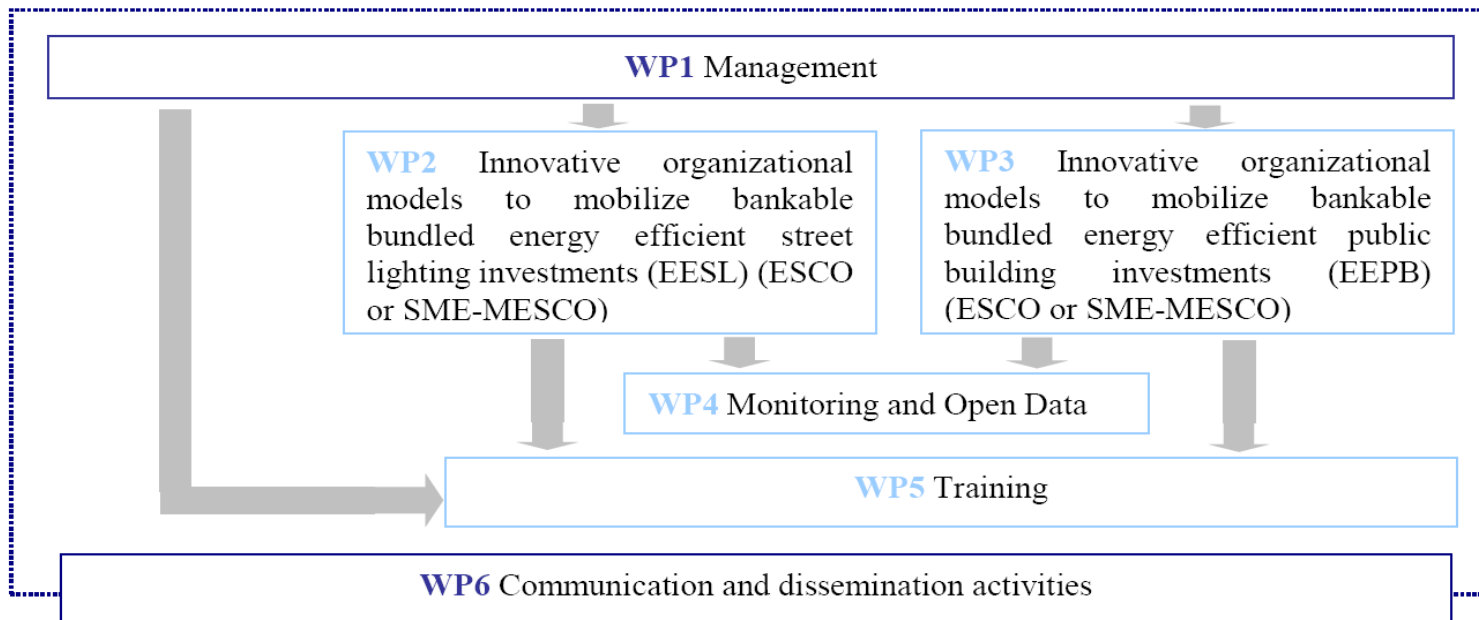 WP1 Management
WP2 Innovative organizational
models to mobilize bankable
bundled energy efficient street
lighting investments (EESL) (ESCO
or SME-MESCO)
WP3 Innovative organizational
models to mobilize bankable
bundled energy efficient public
building investments (EEPB)
(ESCO or SME-MESCO)
WP4 Monitoring and Open Data
WP5 Training
WP6 Communication and dissemination activities